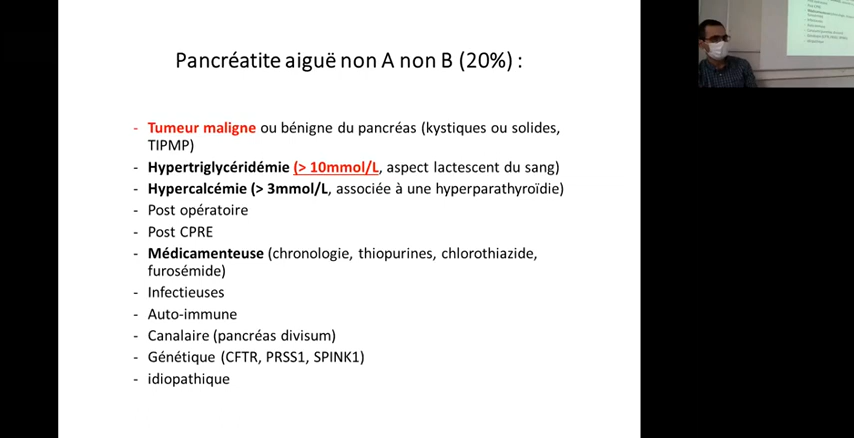 Pancréatite aiguë non A non B (20%) :
- Tumeur maligne ou bénigne du pancréas (kystiques ou solides,
TIPMP)
- Hypertriglycéridémie (> 10mmol/L, aspect lactescent du sang)
- Hypercalcémie (> 3mmol/L, associée à une hyperparathyroïdie)
- Post opératoire
- Post CPRE
- Médicamenteuse (chronologie, thiopurines, chlorothiazide,
furosémide)
- Infectieuses
- Auto-immune
- Canalaire (pancréas divisum)
- Génétique (CFTR, PRSS1, SPINK1)
- idiopathique